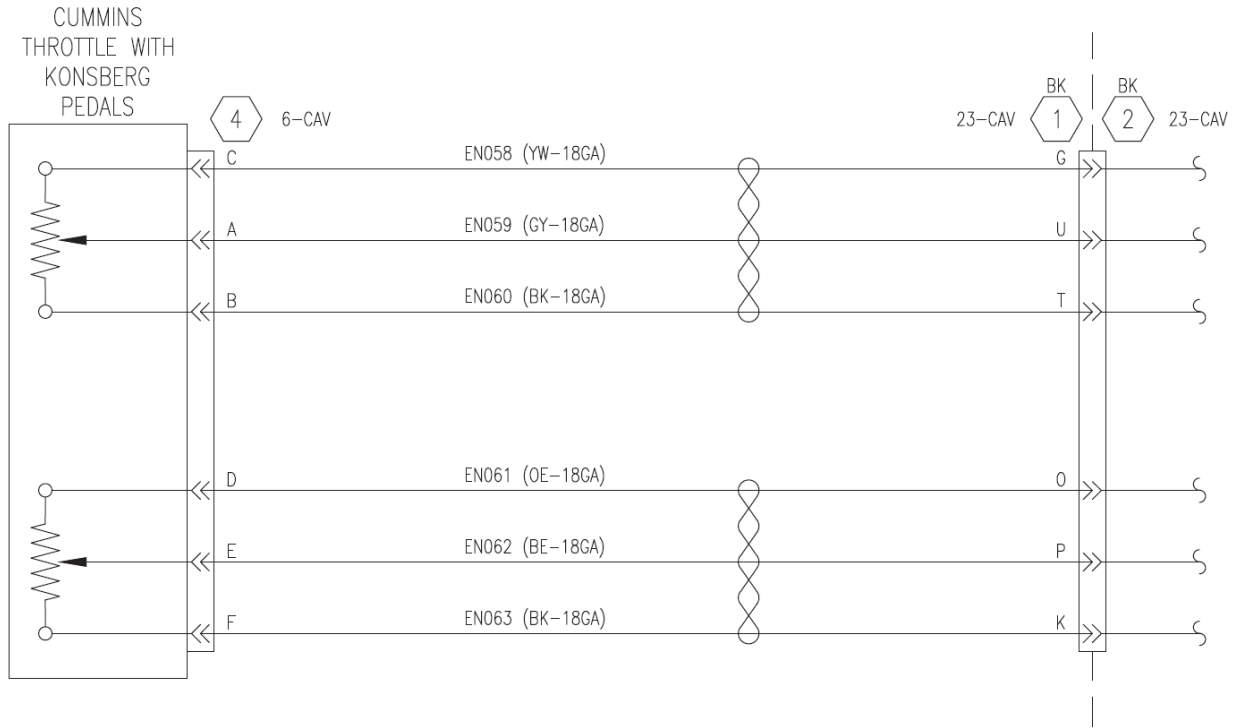 CUMMINS
THROTTLE WITH
KONSBERG
PEDALS
4 6-CAV
23-CAV BK 1 BK 2 23-CAV
C EN058 (YW-18GA) G
A EN059 (GY-18GA) U
B EN060 (BK-18GA) T
D EN061 (OE-18GA) O
E EN062 (BE-18GA) P
F EN063 (BK-18GA) K